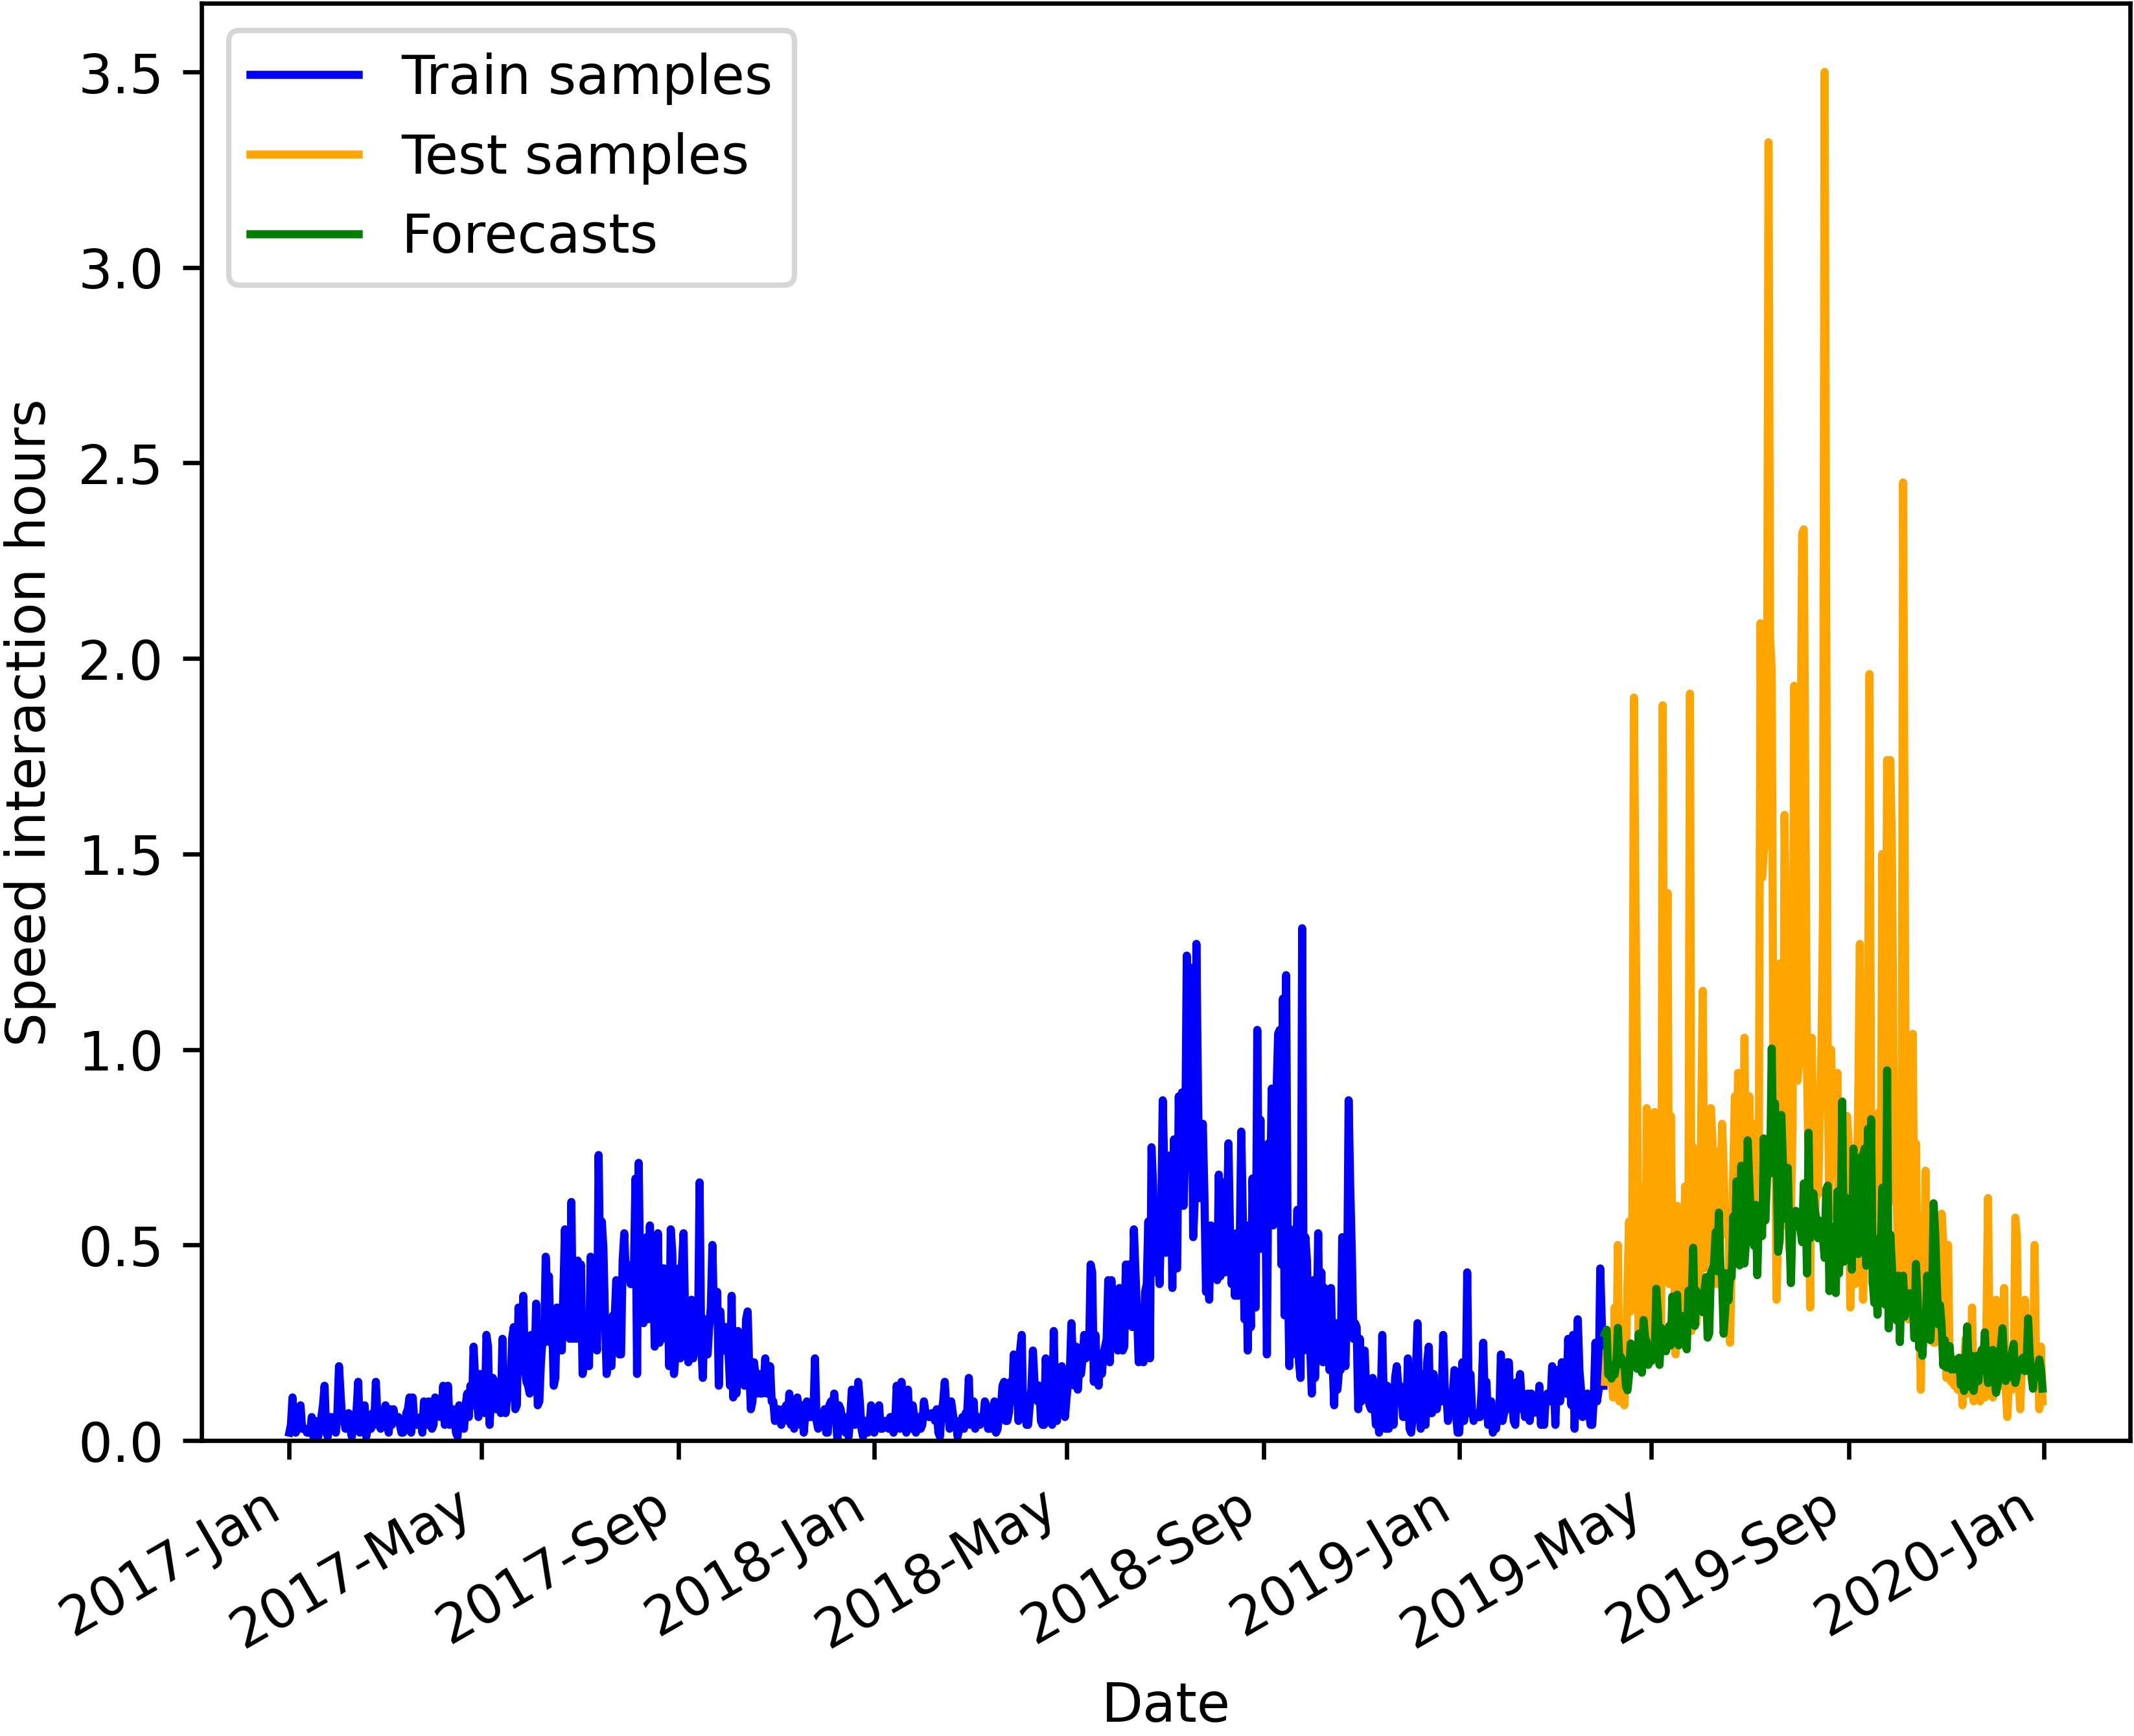 Train samples
Test samples
Forecasts
3.5
3.0
2.5
2.0
1.5
1.0
0.5
0.0
Speed interaction hours
2017-Jan
2017-May
2017-Sep
2018-Jan
2018-May
2018-Sep
2019-Jan
2019-May
2019-Sep
2020-Jan
Date